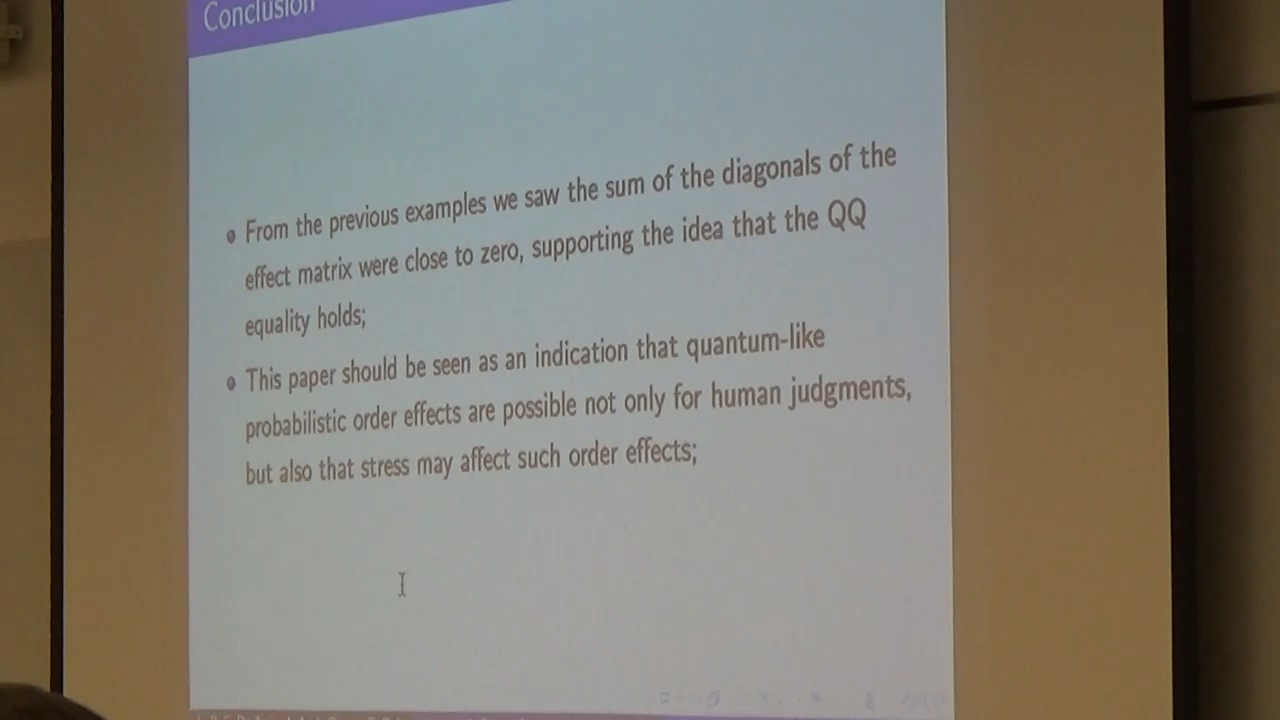 Conclusion
From the previous examples we saw the sum of the diagonals of the
effect matrix were close to zero, supporting the idea that the QQ
equality holds;
This paper should be seen as an indication that quantum-like
probabilistic order effects are possible not only for human judgments,
but also that stress may affect such order effects;